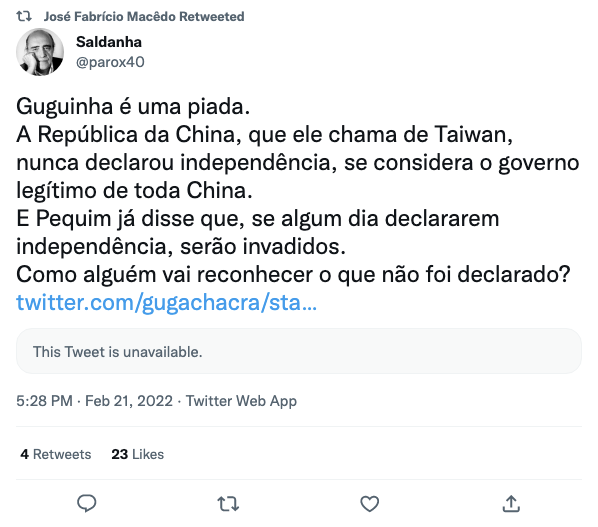 José Fabrício Macêdo Retweeted
Saldanha
@parox40
Guguinha é uma piada.
A República da China, que ele chama de Taiwan,
nunca declarou independência, se considera o governo
legítimo de toda China.
E Pequim já disse que, se algum dia declararem
independência, serão invadidos.
Como alguém vai reconhecer o que não foi declarado?
twitter.com/gugachacra/sta...
This Tweet is unavailable.
5:28 PM · Feb 21, 2022 · Twitter Web App
4 Retweets 23 Likes